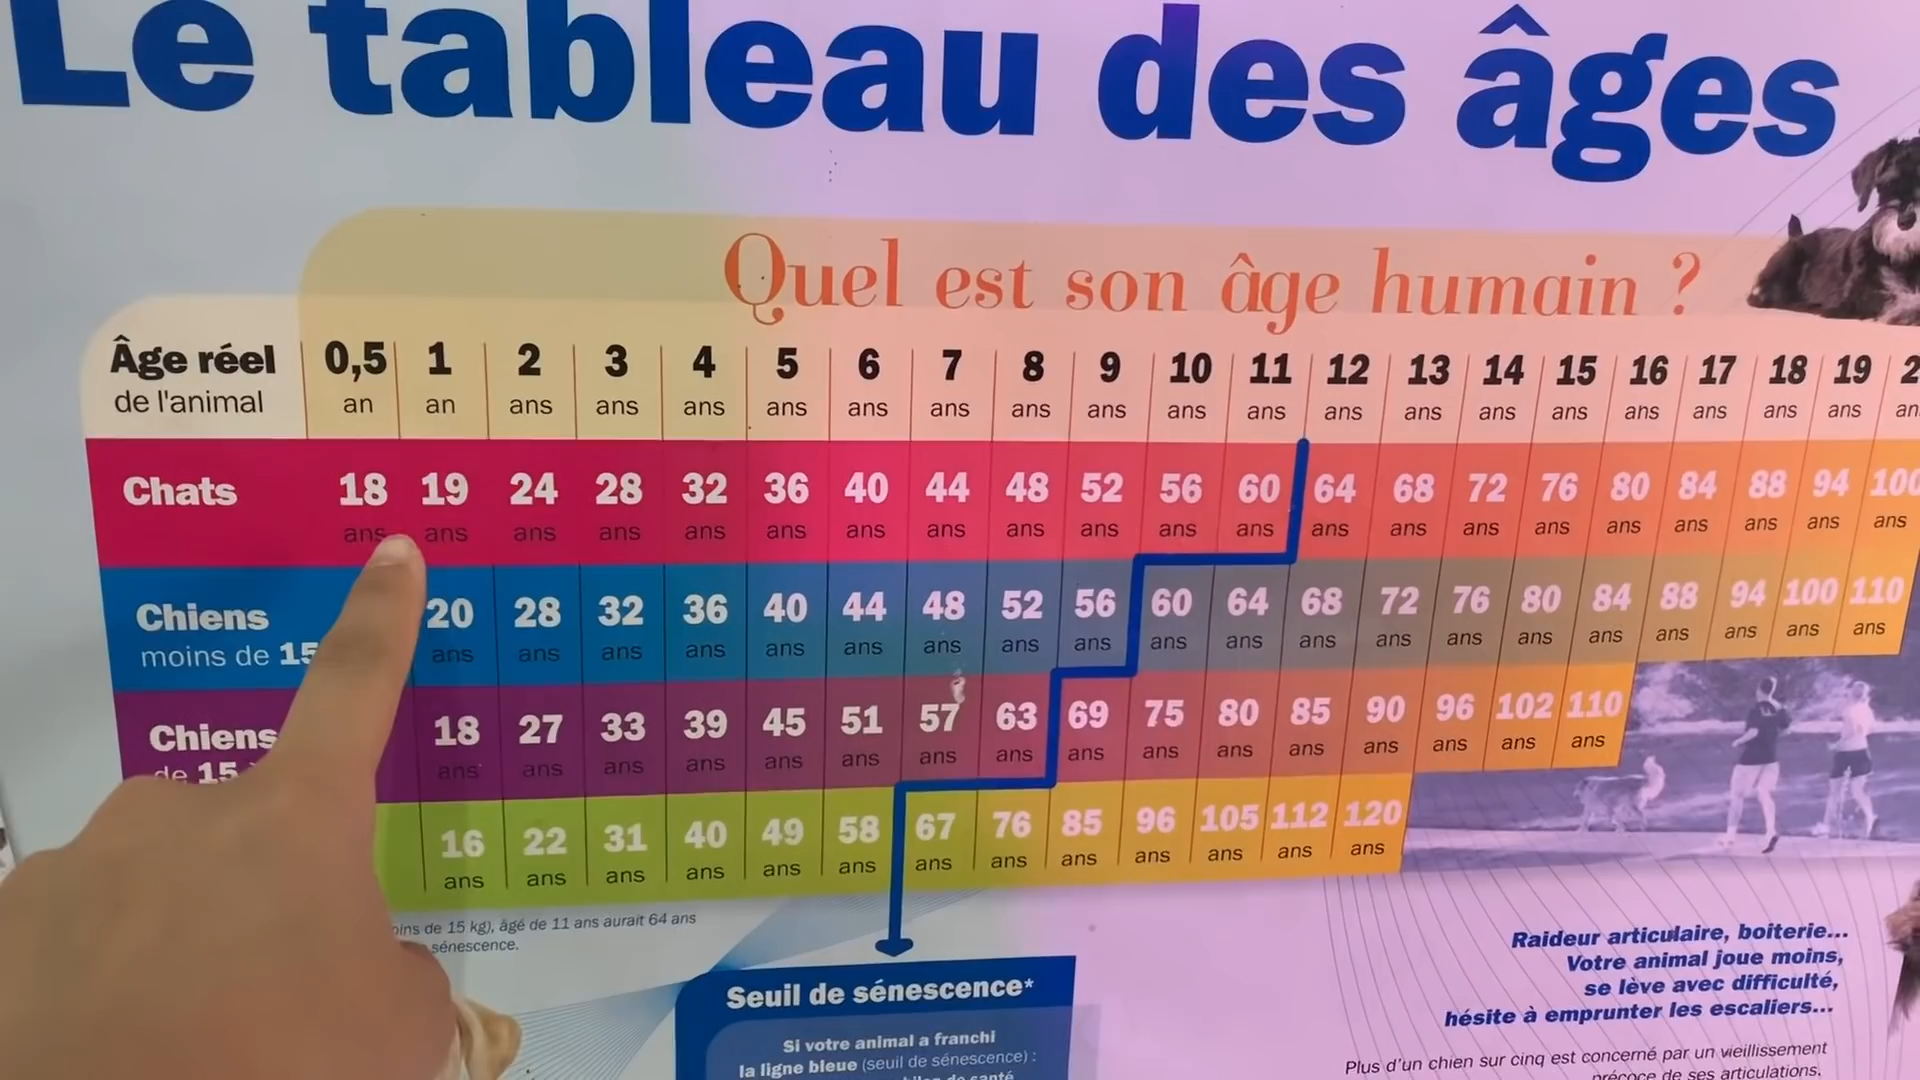 Le tableau des âges
Quel est son âge humain ?
Âge réel 0,5 1 2 3 4 5 6 7 8 9 10 11 12 13 14 15 16 17 18 19
de l'animal an an ans ans ans ans ans ans ans ans ans ans ans ans ans ans ans ans ans ans
Chats 18 19 24 28 32 36 40 44 48 52 56 60 64 68 72 76 80 84 88 94 100
ans ans ans ans ans ans ans ans ans ans ans ans ans ans ans ans ans ans ans ans ans
Chiens 20 28 32 36 40 44 48 52 56 60 64 68 72 76 80 84 88 94 100 110
moins de 15 ans ans ans ans ans ans ans ans ans ans ans ans ans ans ans ans ans ans ans ans
Chiens 18 27 33 39 45 51 57 63 69 75 80 85 90 96 102 110
de 15 ans ans ans ans ans ans ans ans ans ans ans ans ans ans ans ans
16 22 31 40 49 58 67 76 85 96 105 112 120
ans ans ans ans ans ans ans ans ans ans ans ans ans
de 15 kg), âgé de 11 ans aurait 64 ans
sénescence.
Seuil de sénescence*
Si votre animal a franchi
la ligne bleue (seuil de sénescence) :
de santé
Raideur articulaire, boiterie...
Votre animal joue moins,
se lève avec difficulté,
hésite à emprunter les escaliers...
Plus d'un chien sur cinq est concerné par un vieillissement
précoce de ses articulations.